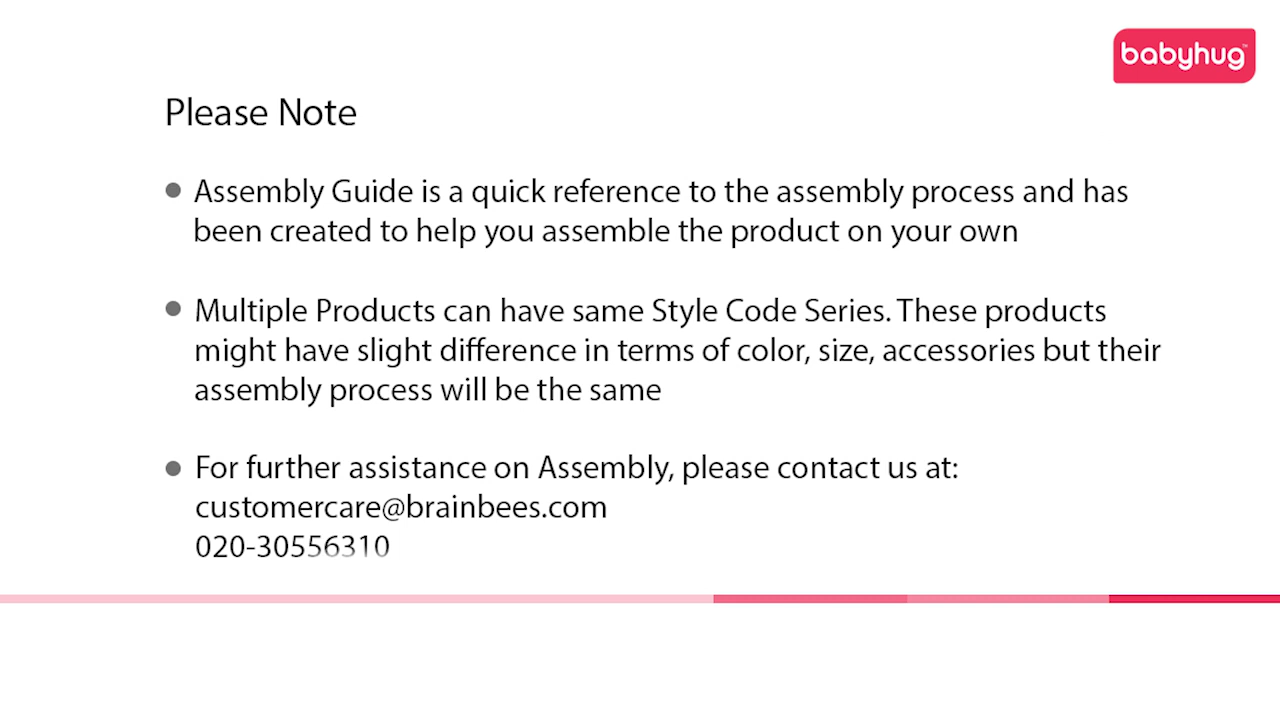 babyhug™
Please Note
Assembly Guide is a quick reference to the assembly process and has
been created to help you assemble the product on your own
Multiple Products can have same Style Code Series. These products
might have slight difference in terms of color, size, accessories but their
assembly process will be the same
For further assistance on Assembly, please contact us at:
customercare@brainbees.com
020-30556310